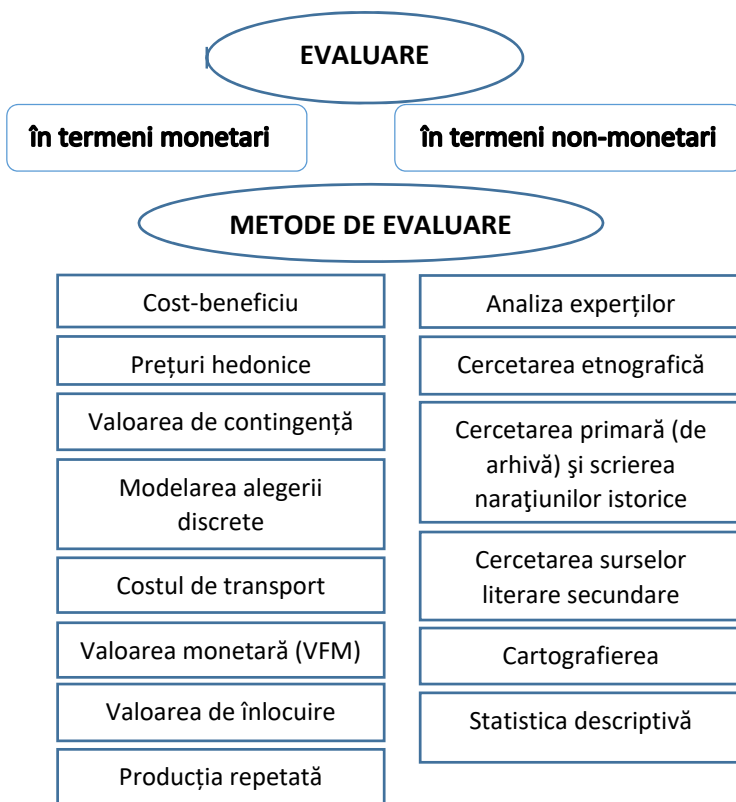 EVALUARE
în termeni monetari
în termeni non-monetari
METODE DE EVALUARE
Cost-beneficiu
Prețuri hedonice
Valoarea de contingență
Modelarea alegerii
discrete
Costul de transport
Valoarea monetară (VFM)
Valoarea de înlocuire
Producția repetată
Analiza experților
Cercetarea etnografică
Cercetarea primară (de
arhivă) şi scrierea
naraţiunilor istorice
Cercetarea surselor
literare secundare
Cartografierea
Statistica descriptivă